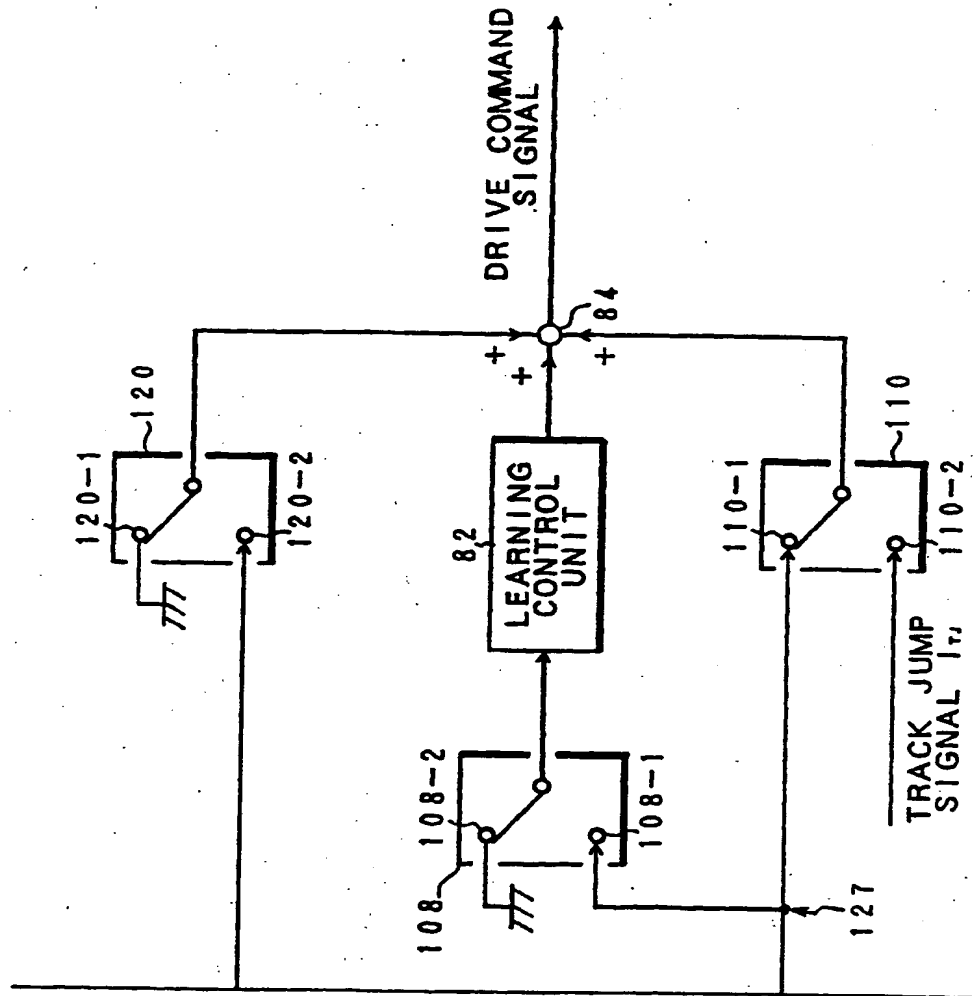 DRIVE COMMAND
SIGNAL
120
120-1
120-2
+
+
+
84
82
LEARNING
CONTROL
UNIT
108
108-2
108-1
110
110-1
110-2
TRACK JUMP
SIGNAL
127